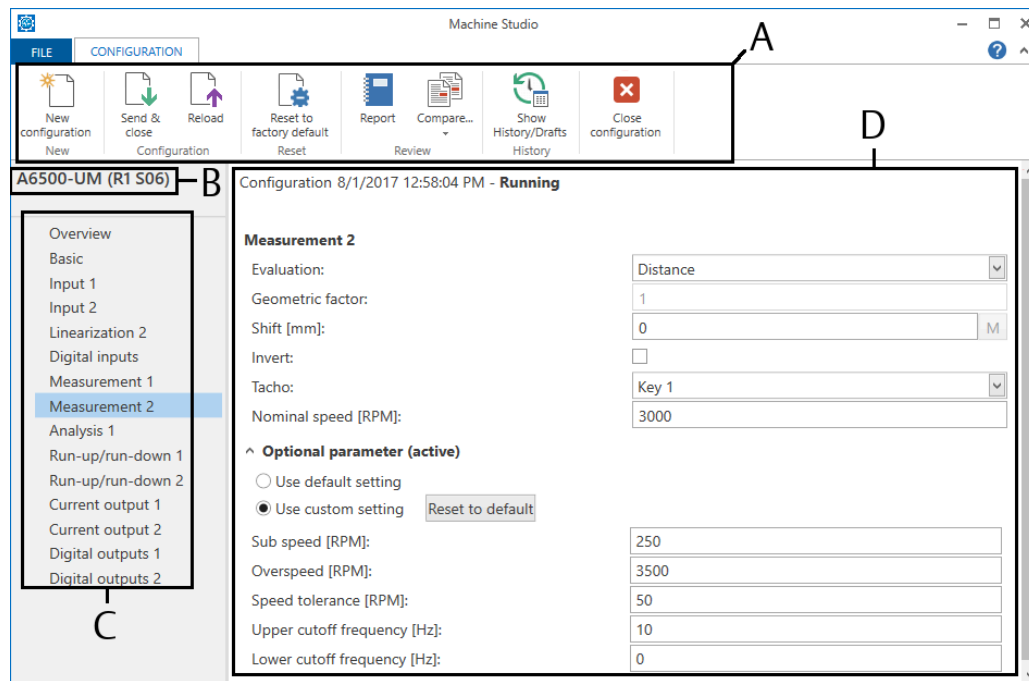 Machine Studio
FILE CONFIGURATION
A
New configuration
Send & close
Reload
Reset to factory default
Report
Compare...
Show History/Drafts
Close configuration
New
Configuration
Reset
Review
History
D
A6500-UM (R1 S06)
B
Overview
Basic
Input 1
Input 2
Linearization 2
Digital inputs
Measurement 1
Measurement 2
Analysis 1
Run-up/run-down 1
Run-up/run-down 2
Current output 1
Current output 2
Digital outputs 1
Digital outputs 2
C
Configuration 8/1/2017 12:58:04 PM - Running
Measurement 2
Evaluation: Distance
Geometric factor: 1
Shift [mm]: 0 M
Invert:
Tacho: Key 1
Nominal speed [RPM]: 3000
Optional parameter (active)
Use default setting
Use custom setting Reset to default
Sub speed [RPM]: 250
Overspeed [RPM]: 3500
Speed tolerance [RPM]: 50
Upper cutoff frequency [Hz]: 10
Lower cutoff frequency [Hz]: 0